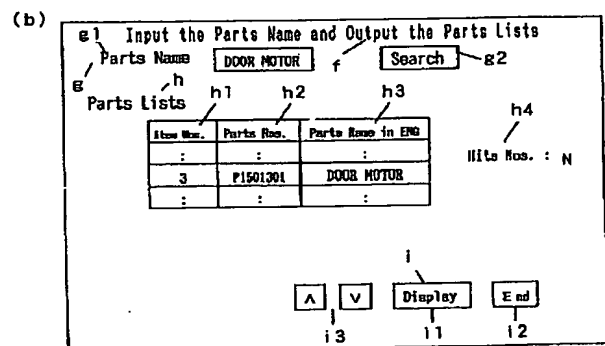 (b)
g1 Input the Parts Name and Output the Parts Lists
Parts Name DOOR MOTOR f Search g2
g h h1 h2 h3
Parts Lists h4
Item Nos. Parts Nos. Parts Name in ENG
: : :
Hits Nos. : N
3 P1501301 DOOR MOTOR
: : :
i
∧ ∨ Display End
i3 i1 i2